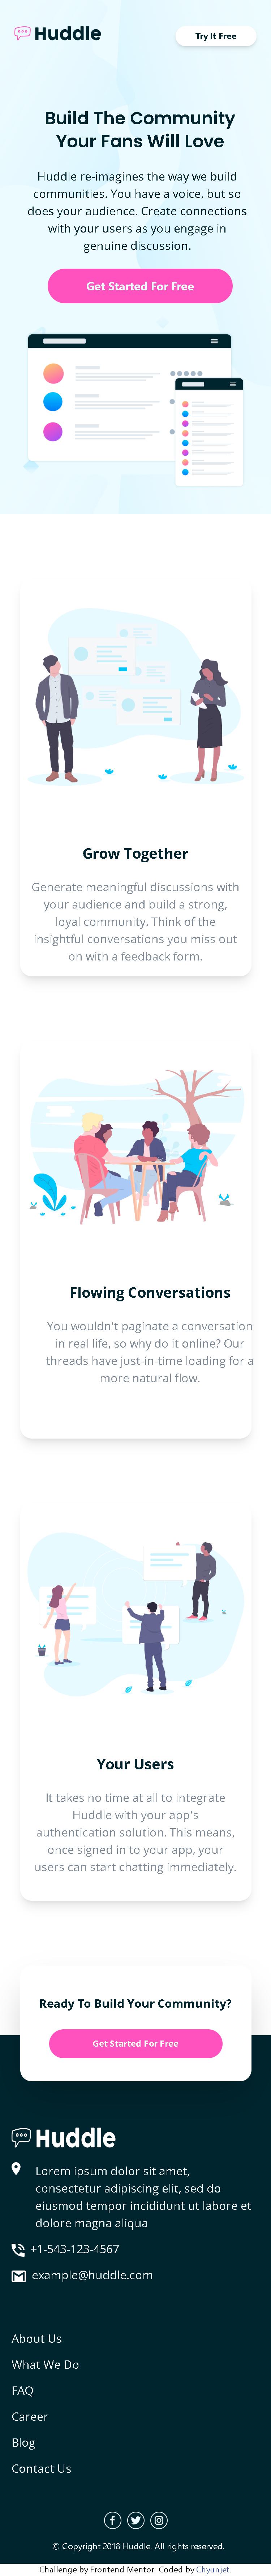 Huddle
Try It Free
Build The Community
Your Fans Will Love
Huddle re-imagines the way we build
communities. You have a voice, but so
does your audience. Create connections
with your users as you engage in
genuine discussion.
Get Started For Free
Grow Together
Generate meaningful discussions with
your audience and build a strong,
loyal community. Think of the
insightful conversations you miss out
on with a feedback form.
Flowing Conversations
You wouldn't paginate a conversation
in real life, so why do it online? Our
threads have just-in-time loading for a
more natural flow.
Your Users
It takes no time at all to integrate
Huddle with your app's
authentication solution. This means,
once signed in to your app, your
users can start chatting immediately.
Ready To Build Your Community?
Get Started For Free
Huddle
Lorem ipsum dolor sit amet,
consectetur adipiscing elit, sed do
eiusmod tempor incididunt ut labore et
dolore magna aliqua
+1-543-123-4567
example@huddle.com
About Us
What We Do
FAQ
Career
Blog
Contact Us
© Copyright 2018 Huddle. All rights reserved.
Challenge by Frontend Mentor. Coded by Chyunjet.